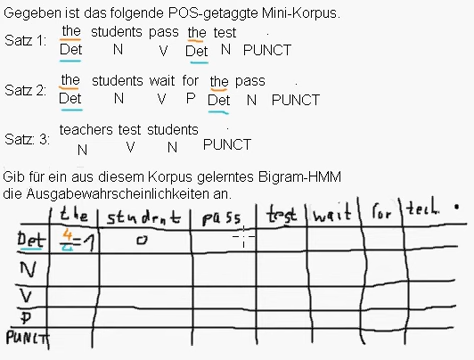 Gegeben ist das folgende POS-getaggte Mini-Korpus.
Satz 1: the students pass the test .
Det N V Det N PUNCT
Satz 2: the students wait for the pass .
Det N V P Det N PUNCT
Satz: 3: teachers test students .
N V N PUNCT
Gib für ein aus diesem Korpus gelerntes Bigram-HMM
die Ausgabewahrscheinlichkeiten an.
the student pass test wait for tech. .
Det 4/4=1 0
N
V
P
PUNCT